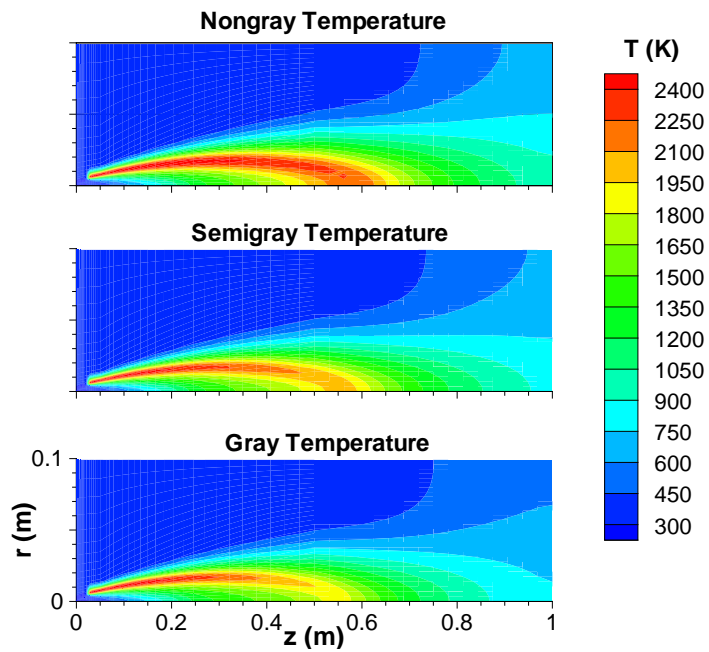 Nongray Temperature
T (K)
2400
2250
2100
1950
1800
1650
1500
1350
1200
1050
900
750
600
450
300
Semigray Temperature
Gray Temperature
0.1
r (m)
0
0 0.2 0.4 0.6 0.8 1
z (m)